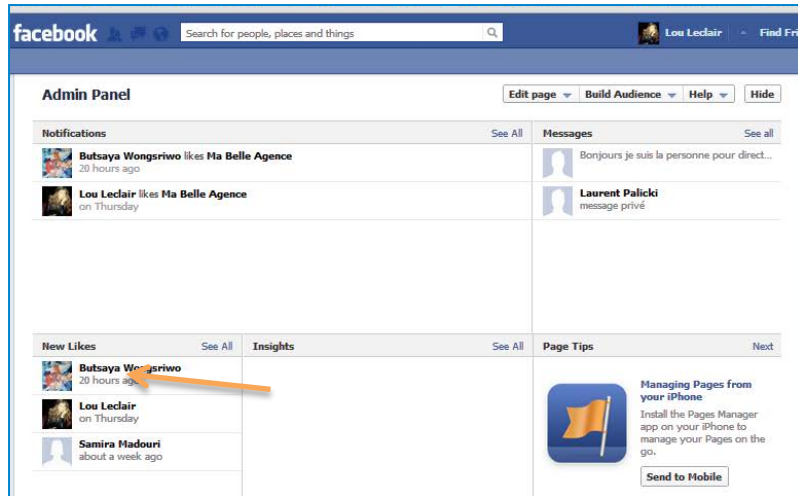 facebook Search for people, places and things Lou Leclair Find Fri
Admin Panel Edit page Build Audience Help Hide
Notifications See All
Butsaya Wongsriwo likes Ma Belle Agence
20 hours ago
Lou Leclair likes Ma Belle Agence
on Thursday
Messages See all
Bonjours je suis la personne pour direct...
Laurent Palicki
message privé
New Likes See All
Butsaya Wongsriwo
20 hours ago
Lou Leclair
on Thursday
Samira Madouri
about a week ago
Insights See All
Page Tips Next
Managing Pages from
your iPhone
Install the Pages Manager
app on your iPhone to
manage your Pages on the
go.
Send to Mobile